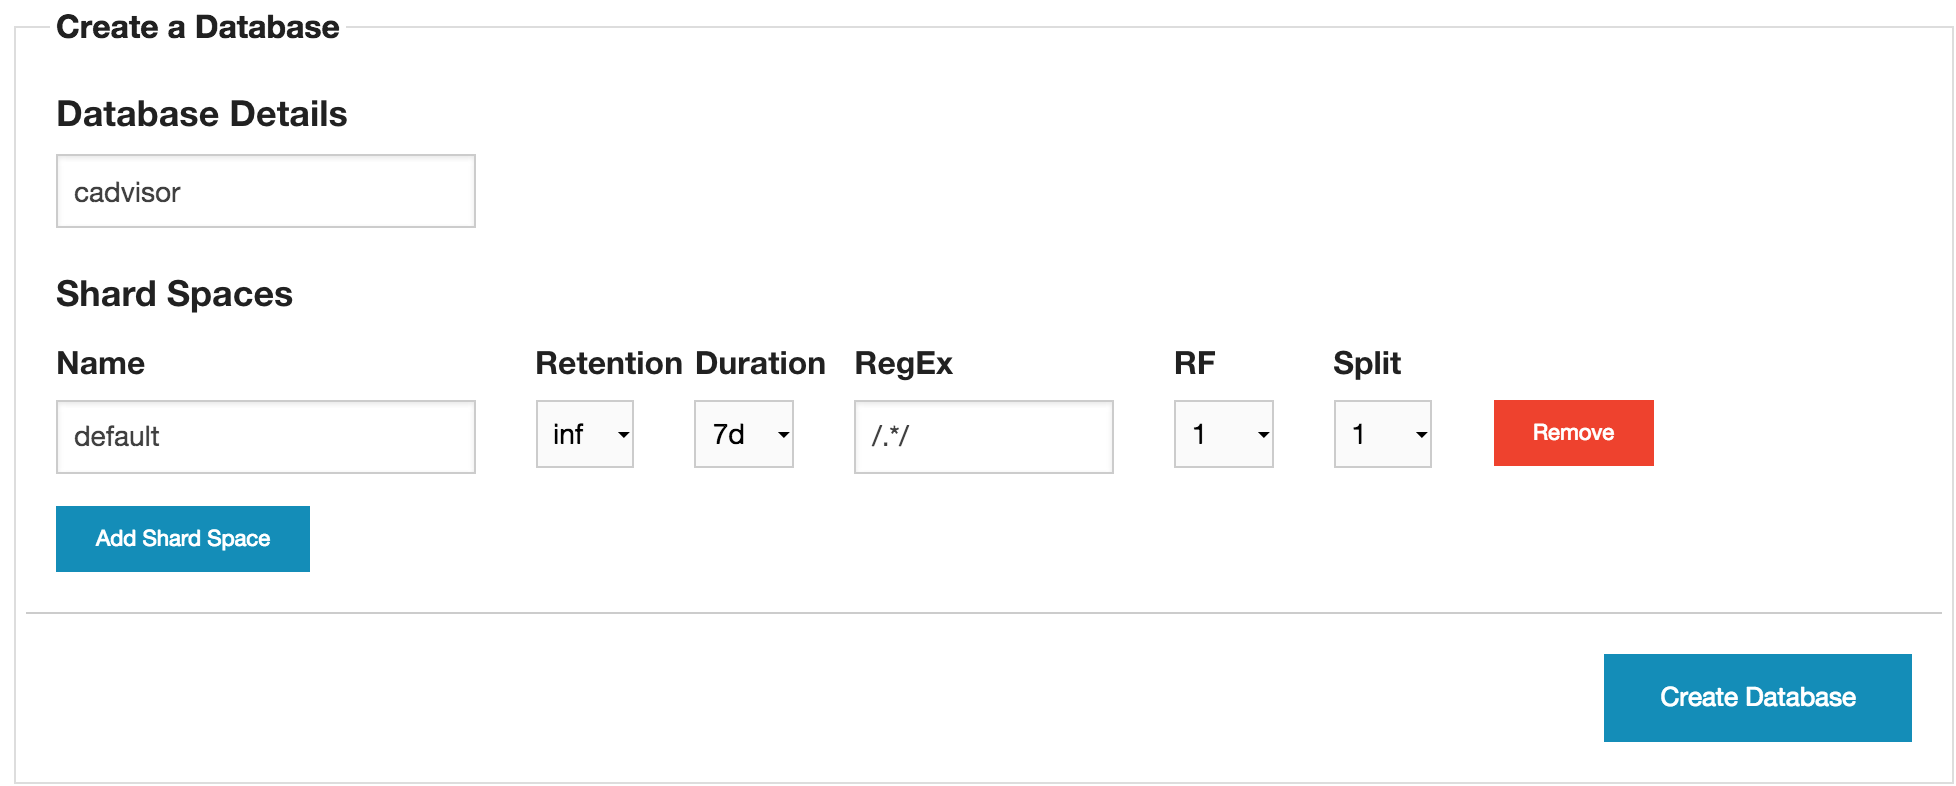 Create a Database
Database Details
cadvisor
Shard Spaces
Name Retention Duration RegEx RF Split
default inf 7d /.*/ 1 1 Remove
Add Shard Space
Create Database